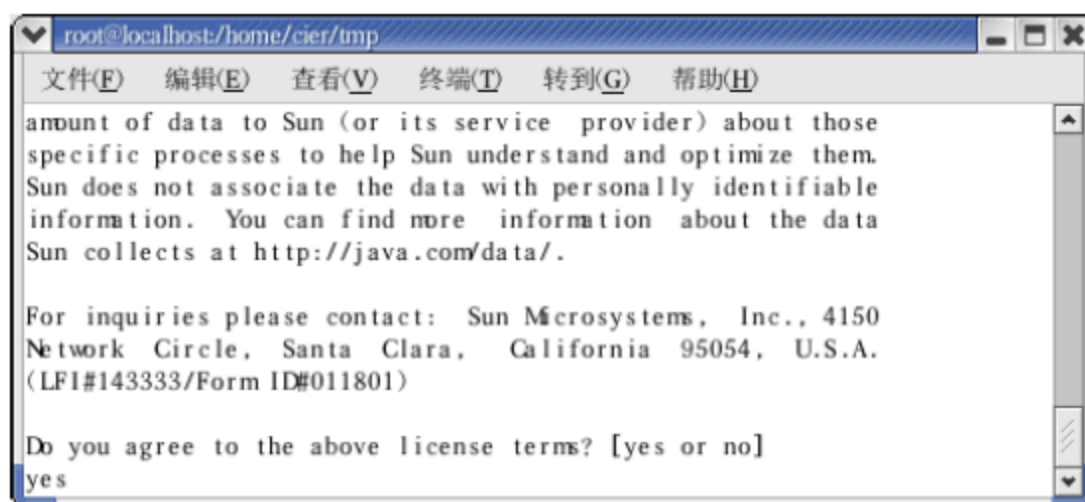 root@localhost:/home/cier/tmp
文件(F) 编辑(E) 查看(V) 终端(T) 转到(G) 帮助(H)
amount of data to Sun (or its service provider) about those
specific processes to help Sun understand and optimize them.
Sun does not associate the data with personally identifiable
information. You can find more information about the data
Sun collects at http://java.com/data/.
For inquiries please contact: Sun Microsystems, Inc., 4150
Network Circle, Santa Clara, California 95054, U.S.A.
(LFI#143333/Form ID#011801)
Do you agree to the above license terms? [yes or no]
yes